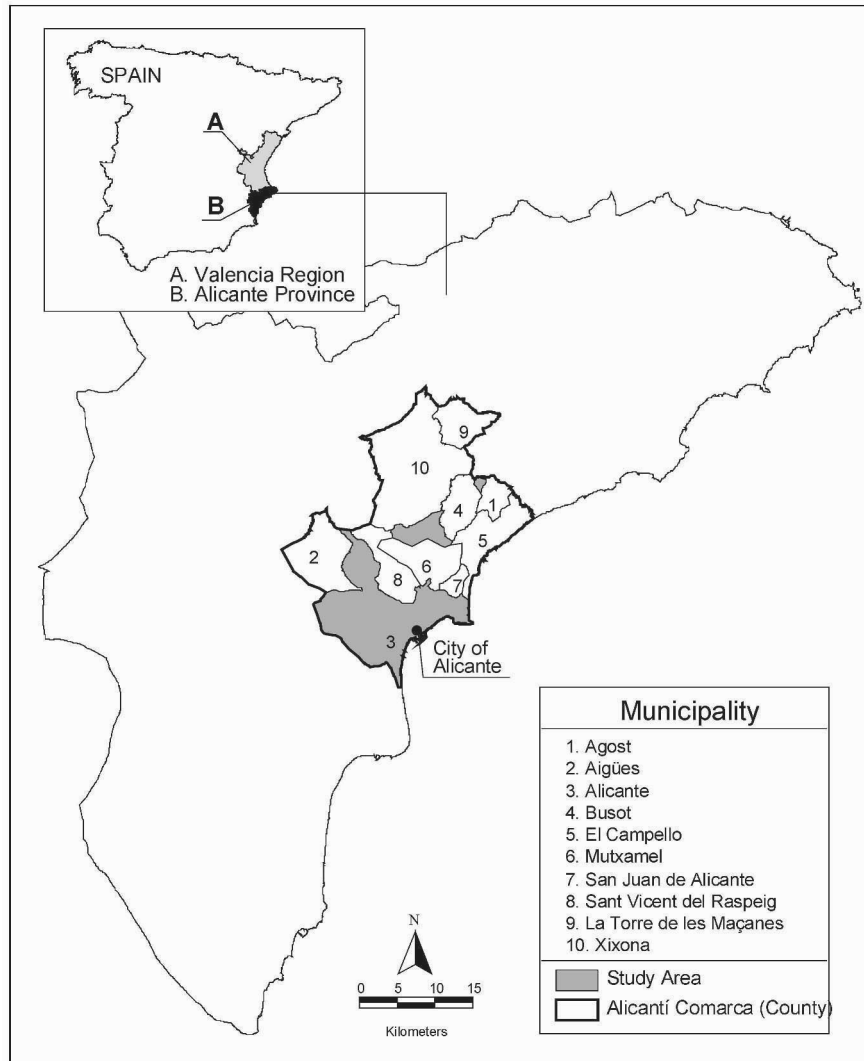 SPAIN
A
B
A. Valencia Region
B. Alicante Province
9
10
4
1
5
2
6
8
7
3
City of
Alicante
Municipality
1. Agost
2. Aigües
3. Alicante
4. Busot
5. El Campello
6. Mutxamel
7. San Juan de Alicante
8. Sant Vicent del Raspeig
9. La Torre de les Maçanes
10. Xixona
Study Area
Alicantí Comarca (County)
N
0 5 10 15
Kilometers